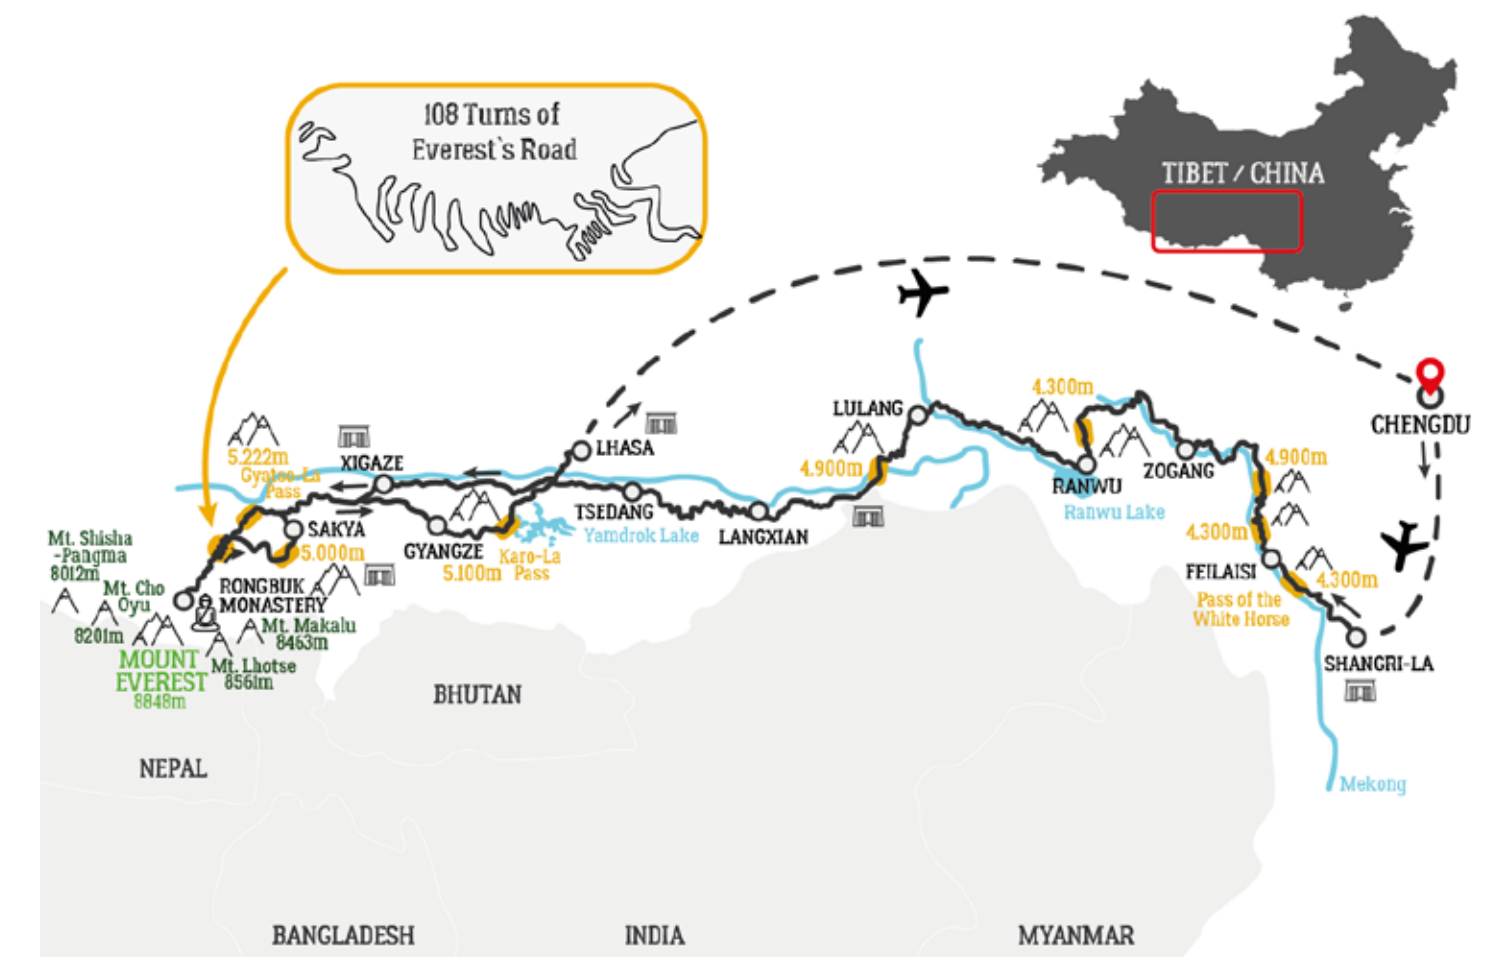 108 Turns of
Everest`s Road
TIBET / CHINA
CHENGDU
4.300m
LULANG
LHASA
4.900m
ZOGANG
4.900m
RANWU
Ranwu Lake
5.222m
Gyatso-La
Pass
XIGAZE
TSEDANG
Yamdrok Lake
LANGXIAN
SAKYA
GYANGZE
Karo-La
Pass
5.100m
5.000m
4.300m
FEILAISI
4.300m
Pass of the
White Horse
SHANGRI-LA
Mt. Shisha
-Pangma
8012m
Mt. Cho
Oyu
8201m
RONGBUK
MONASTERY
Mt. Makalu
8463m
MOUNT
EVEREST
8848m
Mt. Lhotse
8561m
BHUTAN
NEPAL
Mekong
BANGLADESH
INDIA
MYANMAR